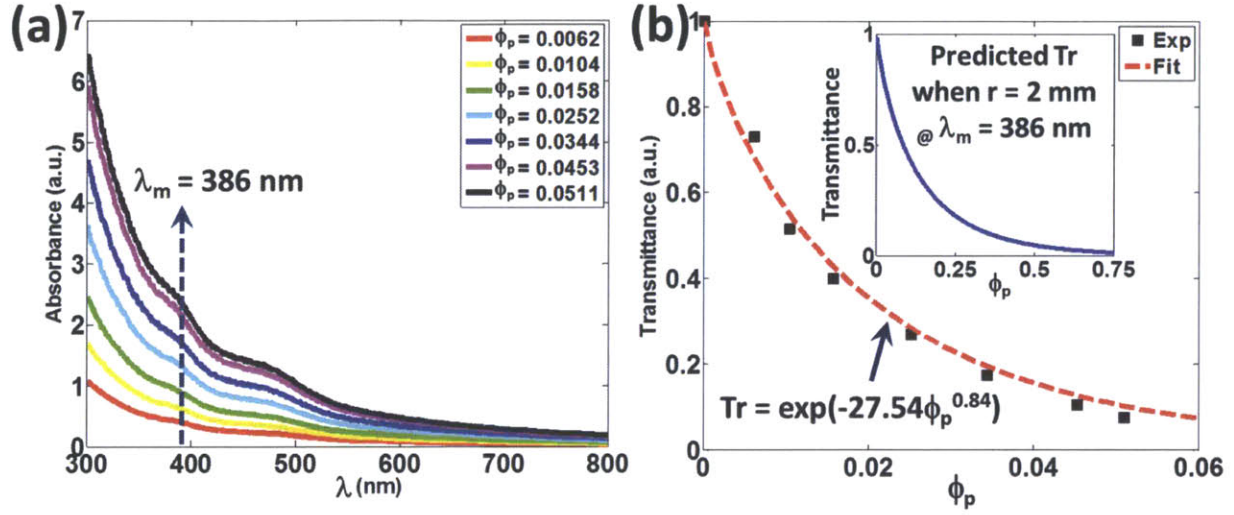 (a)
7
6
5
4
3
2
1
0
Absorbance (a.u.)
300 400 500 600 700 800
λ (nm)
λm = 386 nm
ϕp = 0.0062
ϕp = 0.0104
ϕp = 0.0158
ϕp = 0.0252
ϕp = 0.0344
ϕp = 0.0453
ϕp = 0.0511
(b)
1
0.8
0.6
0.4
0.2
0
Transmittance (a.u.)
0 0.02 0.04 0.06
ϕp
Exp
Fit
Tr = exp(-27.54ϕp^0.84)
1
0.5
0
Transmittance
0 0.25 0.5 0.75
ϕp
Predicted Tr
when r = 2 mm
@ λm = 386 nm